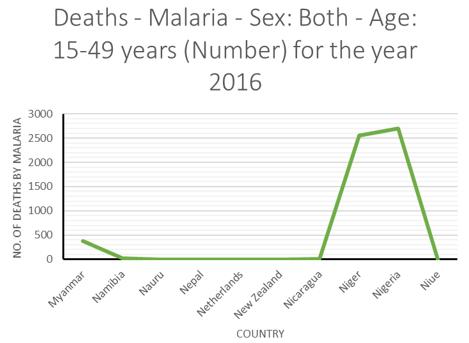 Deaths - Malaria - Sex: Both - Age:
15-49 years (Number) for the year
2016
NO. OF DEATHS BY MALARIA
3000
2500
2000
1500
1000
500
0
Myanmar
Namibia
Nauru
Nepal
Netherlands
New Zealand
Nicaragua
Niger
Nigeria
Niue
COUNTRY